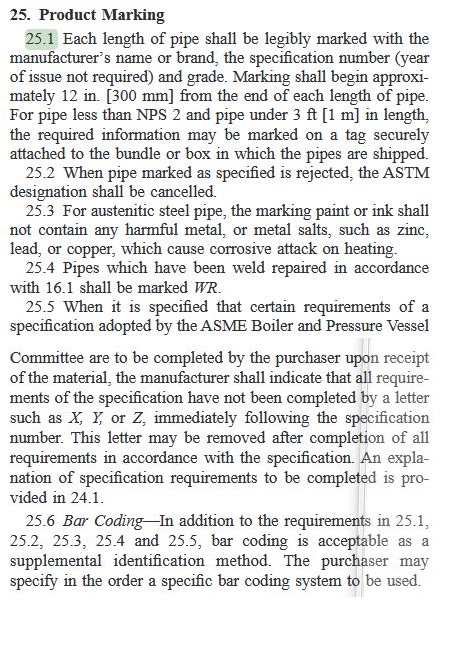 25. Product Marking
25.1 Each length of pipe shall be legibly marked with the
manufacturer's name or brand, the specification number (year
of issue not required) and grade. Marking shall begin approxi-
mately 12 in. [300 mm] from the end of each length of pipe.
For pipe less than NPS 2 and pipe under 3 ft [1 m] in length,
the required information may be marked on a tag securely
attached to the bundle or box in which the pipes are shipped.
25.2 When pipe marked as specified is rejected, the ASTM
designation shall be cancelled.
25.3 For austenitic steel pipe, the marking paint or ink shall
not contain any harmful metal, or metal salts, such as zinc,
lead, or copper, which cause corrosive attack on heating.
25.4 Pipes which have been weld repaired in accordance
with 16.1 shall be marked WR.
25.5 When it is specified that certain requirements of a
specification adopted by the ASME Boiler and Pressure Vessel
Committee are to be completed by the purchaser upon receipt
of the material, the manufacturer shall indicate that all require-
ments of the specification have not been completed by a letter
such as X, Y, or Z, immediately following the specification
number. This letter may be removed after completion of all
requirements in accordance with the specification. An expla-
nation of specification requirements to be completed is pro-
vided in 24.1.
25.6 Bar Coding—In addition to the requirements in 25.1,
25.2, 25.3, 25.4 and 25.5, bar coding is acceptable as a
supplemental identification method. The purchaser may
specify in the order a specific bar coding system to be used.